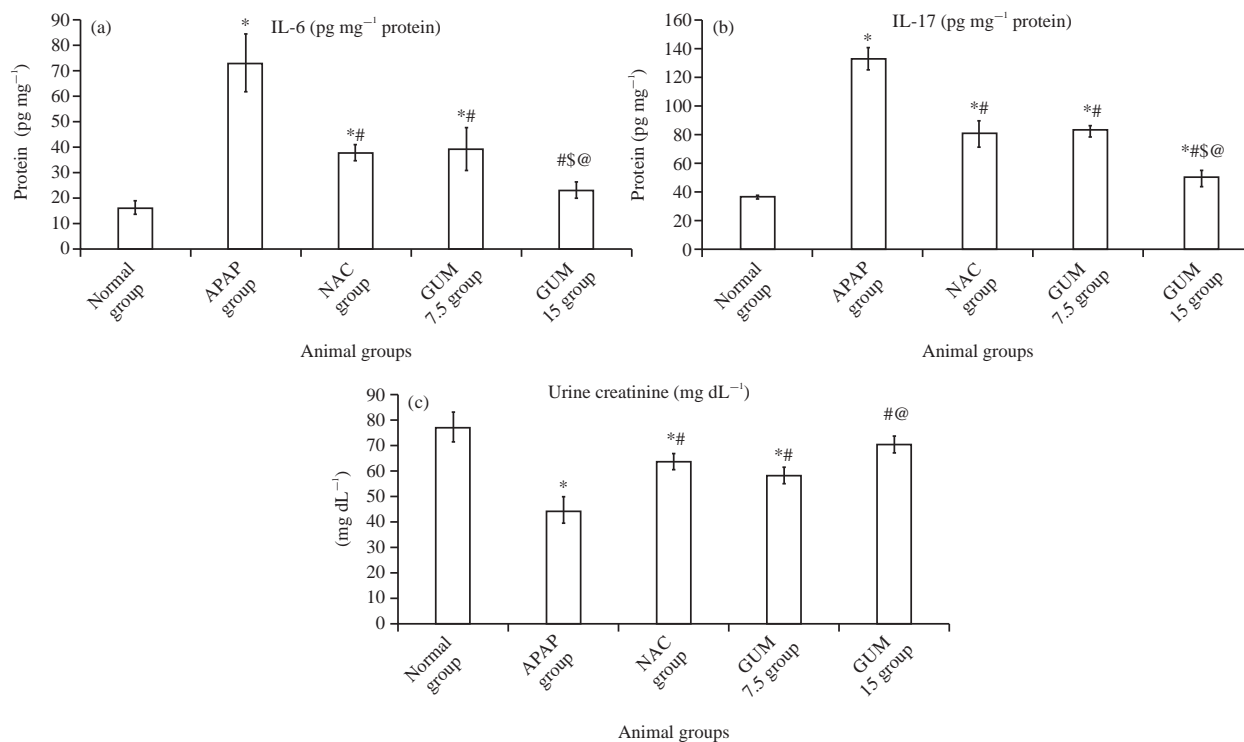 (a)
IL-6 (pg mg⁻¹ protein)
Protein (pg mg⁻¹)
90
80
70
60
50
40
30
20
10
0
*
*#
*#
#$@
Normal
group
APAP
group
NAC
group
GUM
7.5 group
GUM
15 group
Animal groups
(b)
IL-17 (pg mg⁻¹ protein)
Protein (pg mg⁻¹)
160
140
120
100
80
60
40
20
0
*
*#
*#
*#$@
Normal
group
APAP
group
NAC
group
GUM
7.5 group
GUM
15 group
Animal groups
(c)
Urine creatinine (mg dL⁻¹)
(mg dL⁻¹)
90
80
70
60
50
40
30
20
10
0
*
*#
*#
#@
Normal
group
APAP
group
NAC
group
GUM
7.5 group
GUM
15 group
Animal groups